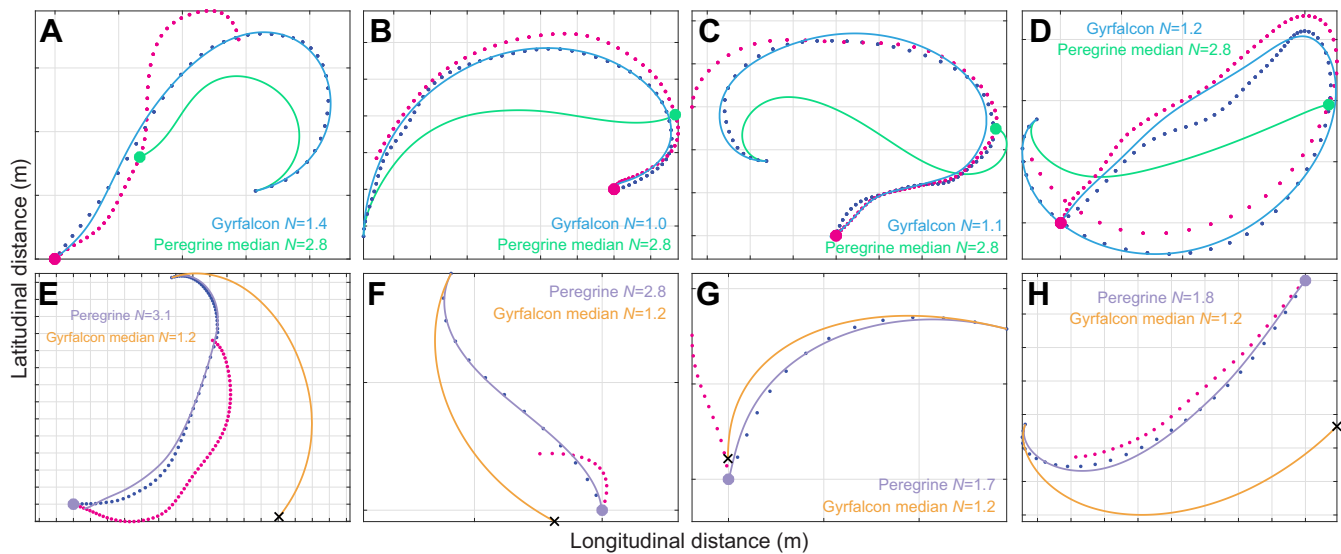 A
Gyrfalcon N=1.4
Peregrine median N=2.8
B
Gyrfalcon N=1.0
Peregrine median N=2.8
C
Gyrfalcon N=1.1
Peregrine median N=2.8
D
Gyrfalcon N=1.2
Peregrine median N=2.8
Latitudinal distance (m)
E
Peregrine N=3.1
Gyrfalcon median N=1.2
F
Peregrine N=2.8
Gyrfalcon median N=1.2
G
Peregrine N=1.7
Gyrfalcon median N=1.2
H
Peregrine N=1.8
Gyrfalcon median N=1.2
Longitudinal distance (m)